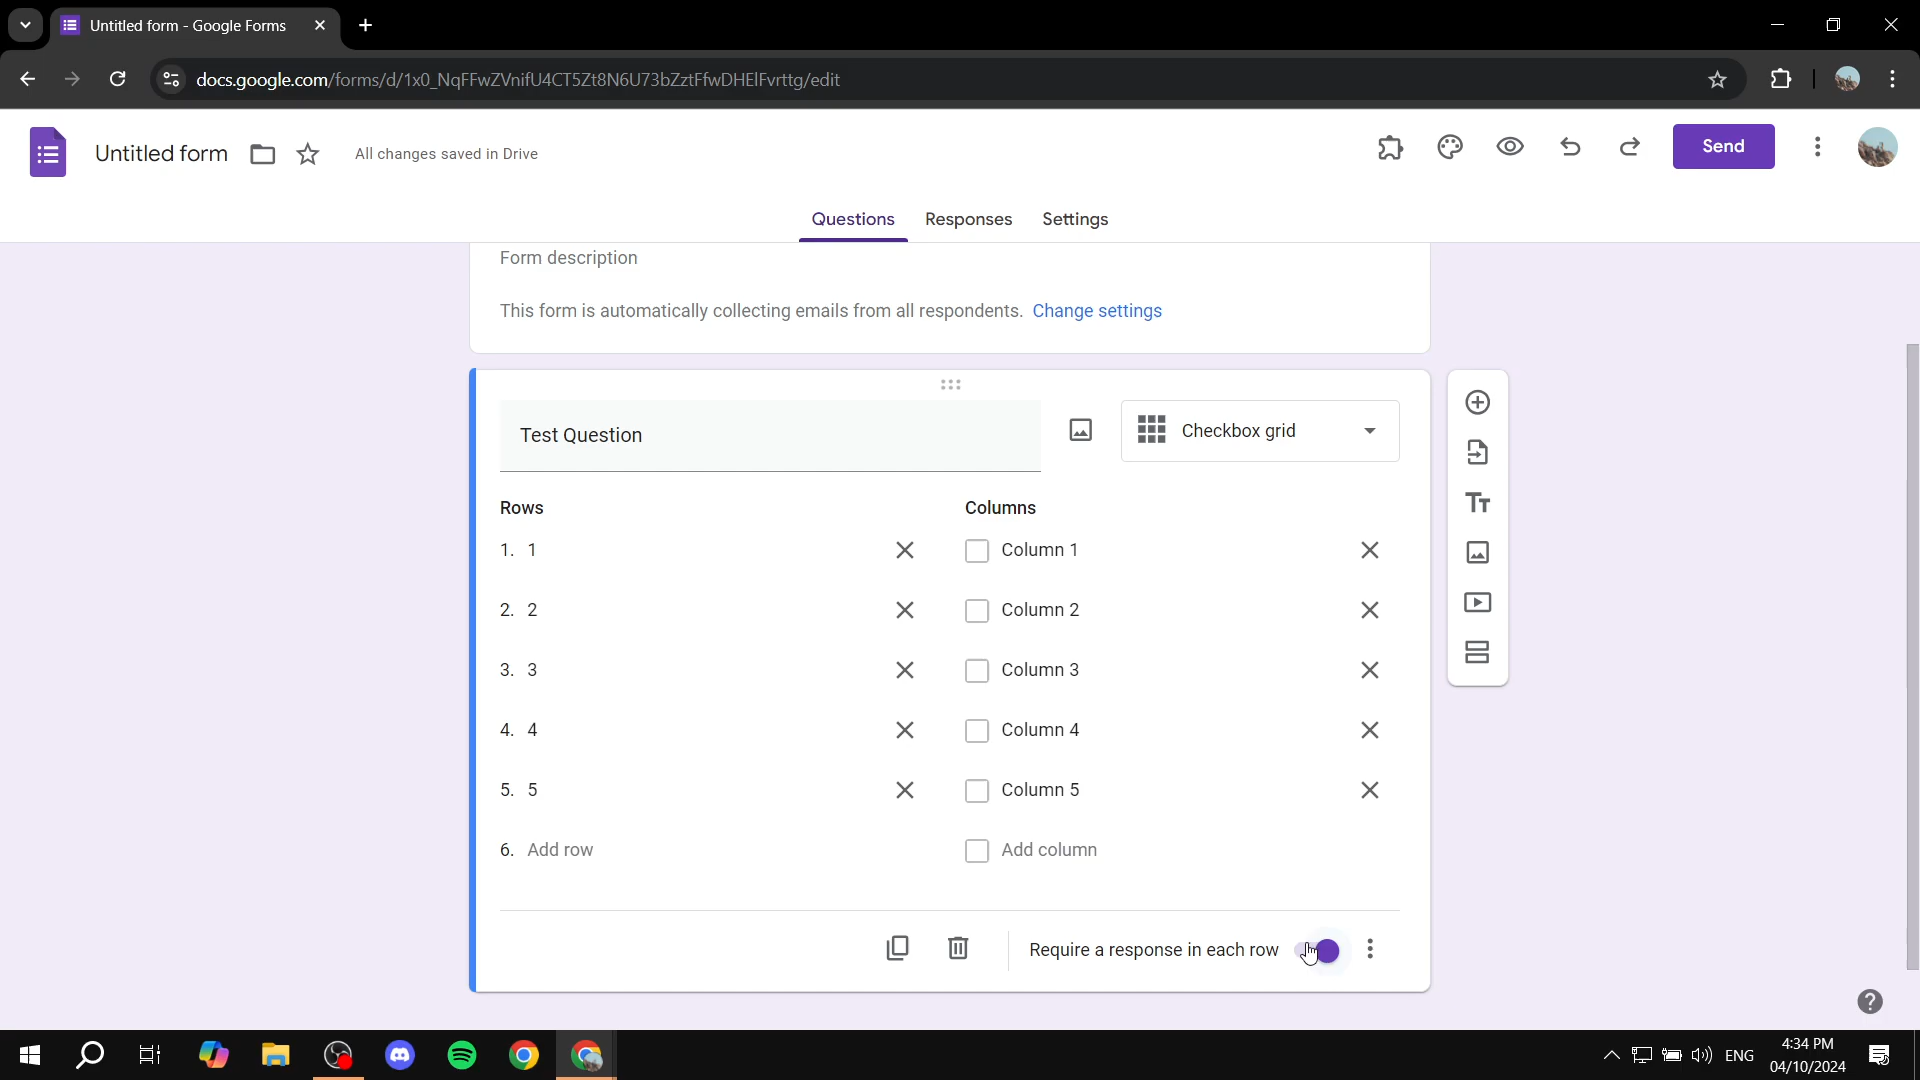 Untitled form - Google Forms
docs.google.com/forms/d/1x0_NqFFwZVnifU4CT5Zt8N6U73bZztFfwDHElFvrttg/edit
Untitled form
All changes saved in Drive
Send
Questions Responses Settings
Form description
This form is automatically collecting emails from all respondents. Change settings
Test Question
Checkbox grid
Rows Columns
1. 1 Column 1
2. 2 Column 2
3. 3 Column 3
4. 4 Column 4
5. 5 Column 5
6. Add row Add column
Require a response in each row
ENG
4:34 PM
04/10/2024